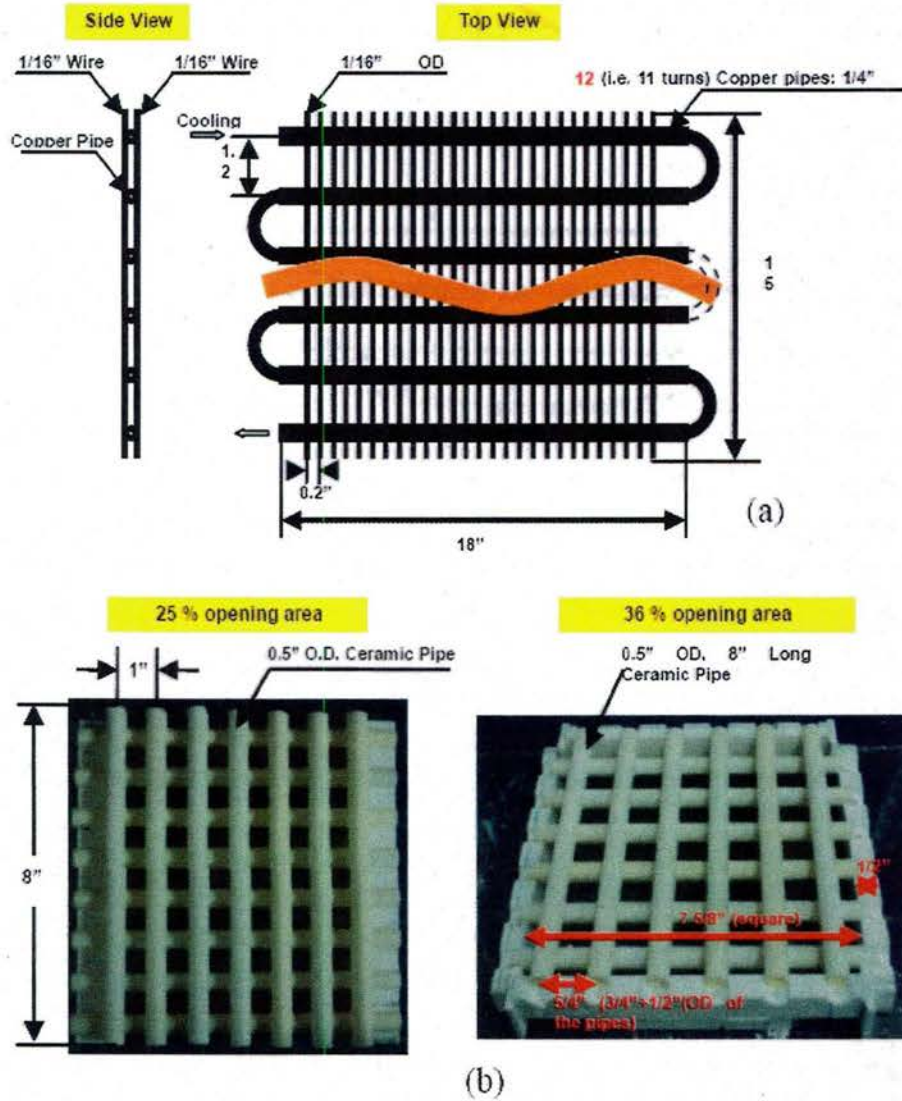 Side View
Top View
1/16” Wire
1/16” Wire
1/16” OD
12 (i.e. 11 turns) Copper pipes: 1/4”
Cooling
Copper Pipe
1.
2
1
5
0.2”
18”
(a)
25 % opening area
36 % opening area
1”
0.5” O.D. Ceramic Pipe
0.5” OD, 8” Long
Ceramic Pipe
8”
1/2”
7 5/8” (square)
5/4” (3/4”+1/2”(OD of
the pipes)
(b)